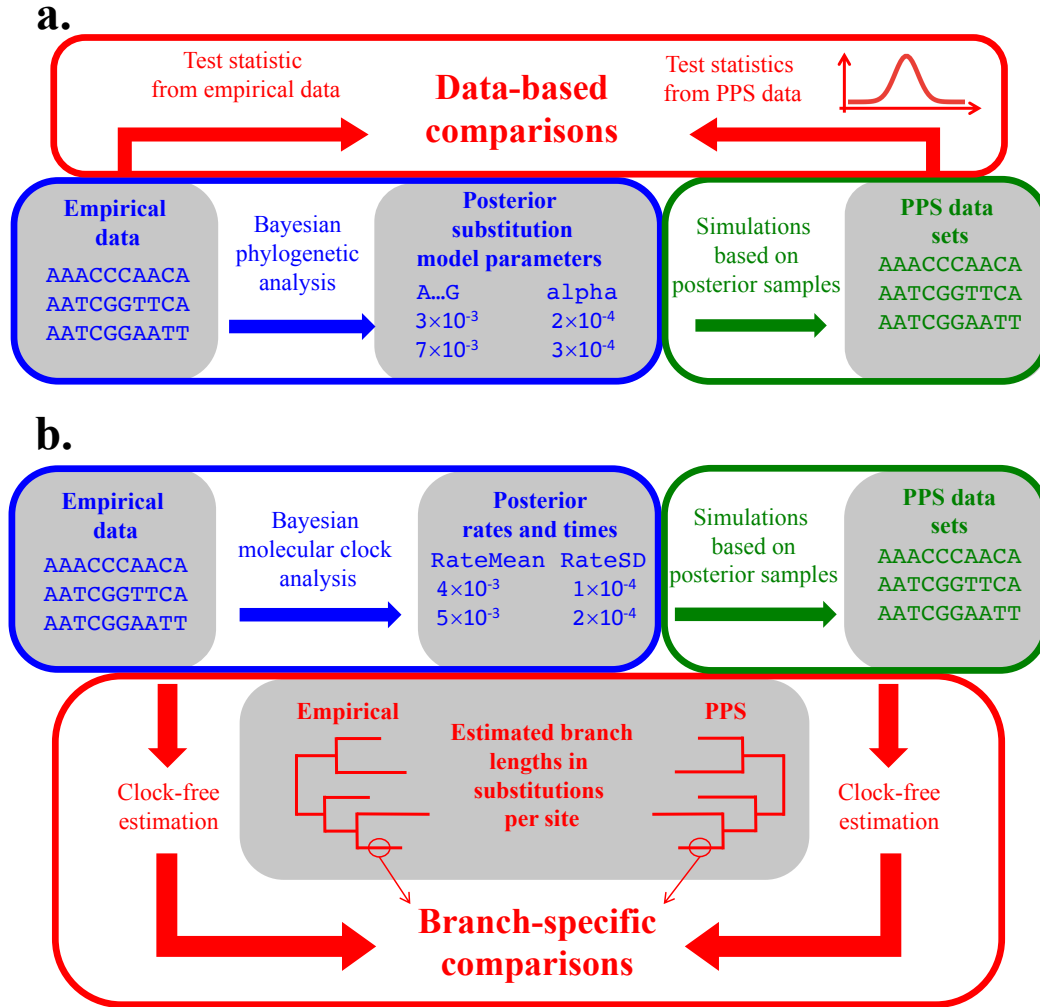 a.
Test statistic
from empirical data
Data-based
comparisons
Test statistics
from PPS data
Empirical
data
AAACCCAACA
AATCGGTTCA
AATCGGAATT
Bayesian
phylogenetic
analysis
Posterior
substitution
model parameters
A…G alpha
3×10⁻³ 2×10⁻⁴
7×10⁻³ 3×10⁻⁴
Simulations
based on
posterior samples
PPS data
sets
AAACCCAACA
AATCGGTTCA
AATCGGAATT
b.
Empirical
data
AAACCCAACA
AATCGGTTCA
AATCGGAATT
Bayesian
molecular clock
analysis
Posterior
rates and times
RateMean RateSD
4×10⁻³ 1×10⁻⁴
5×10⁻³ 2×10⁻⁴
Simulations
based on
posterior samples
PPS data
sets
AAACCCAACA
AATCGGTTCA
AATCGGAATT
Clock-free
estimation
Empirical
Estimated branch
lengths in
substitutions
per site
PPS
Clock-free
estimation
Branch-specific
comparisons